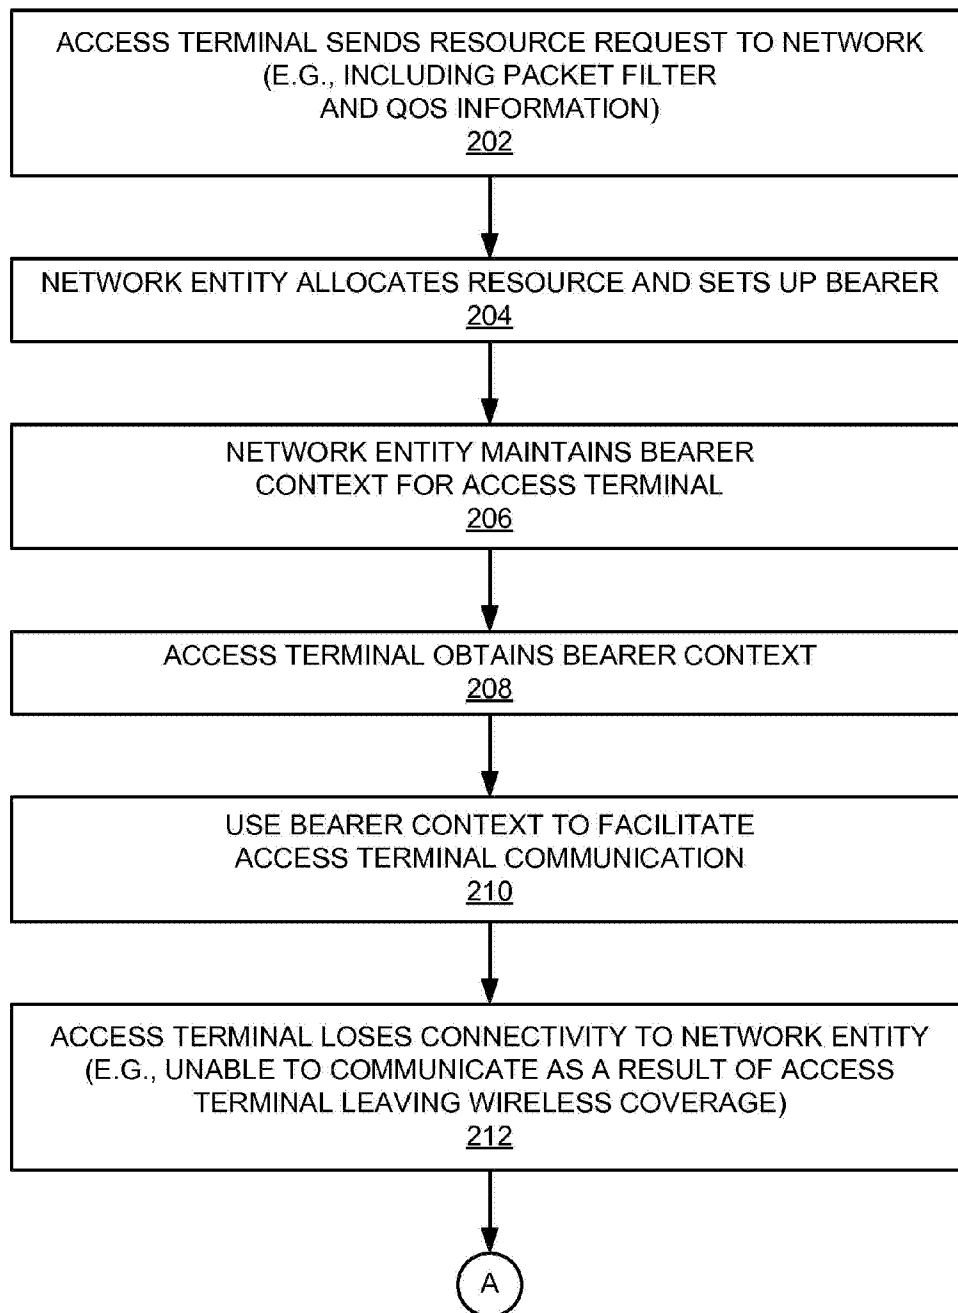 ACCESS TERMINAL SENDS RESOURCE REQUEST TO NETWORK
(E.G., INCLUDING PACKET FILTER
AND QOS INFORMATION)
202
NETWORK ENTITY ALLOCATES RESOURCE AND SETS UP BEARER
204
NETWORK ENTITY MAINTAINS BEARER
CONTEXT FOR ACCESS TERMINAL
206
ACCESS TERMINAL OBTAINS BEARER CONTEXT
208
USE BEARER CONTEXT TO FACILITATE
ACCESS TERMINAL COMMUNICATION
210
ACCESS TERMINAL LOSES CONNECTIVITY TO NETWORK ENTITY
(E.G., UNABLE TO COMMUNICATE AS A RESULT OF ACCESS
TERMINAL LEAVING WIRELESS COVERAGE)
212
A